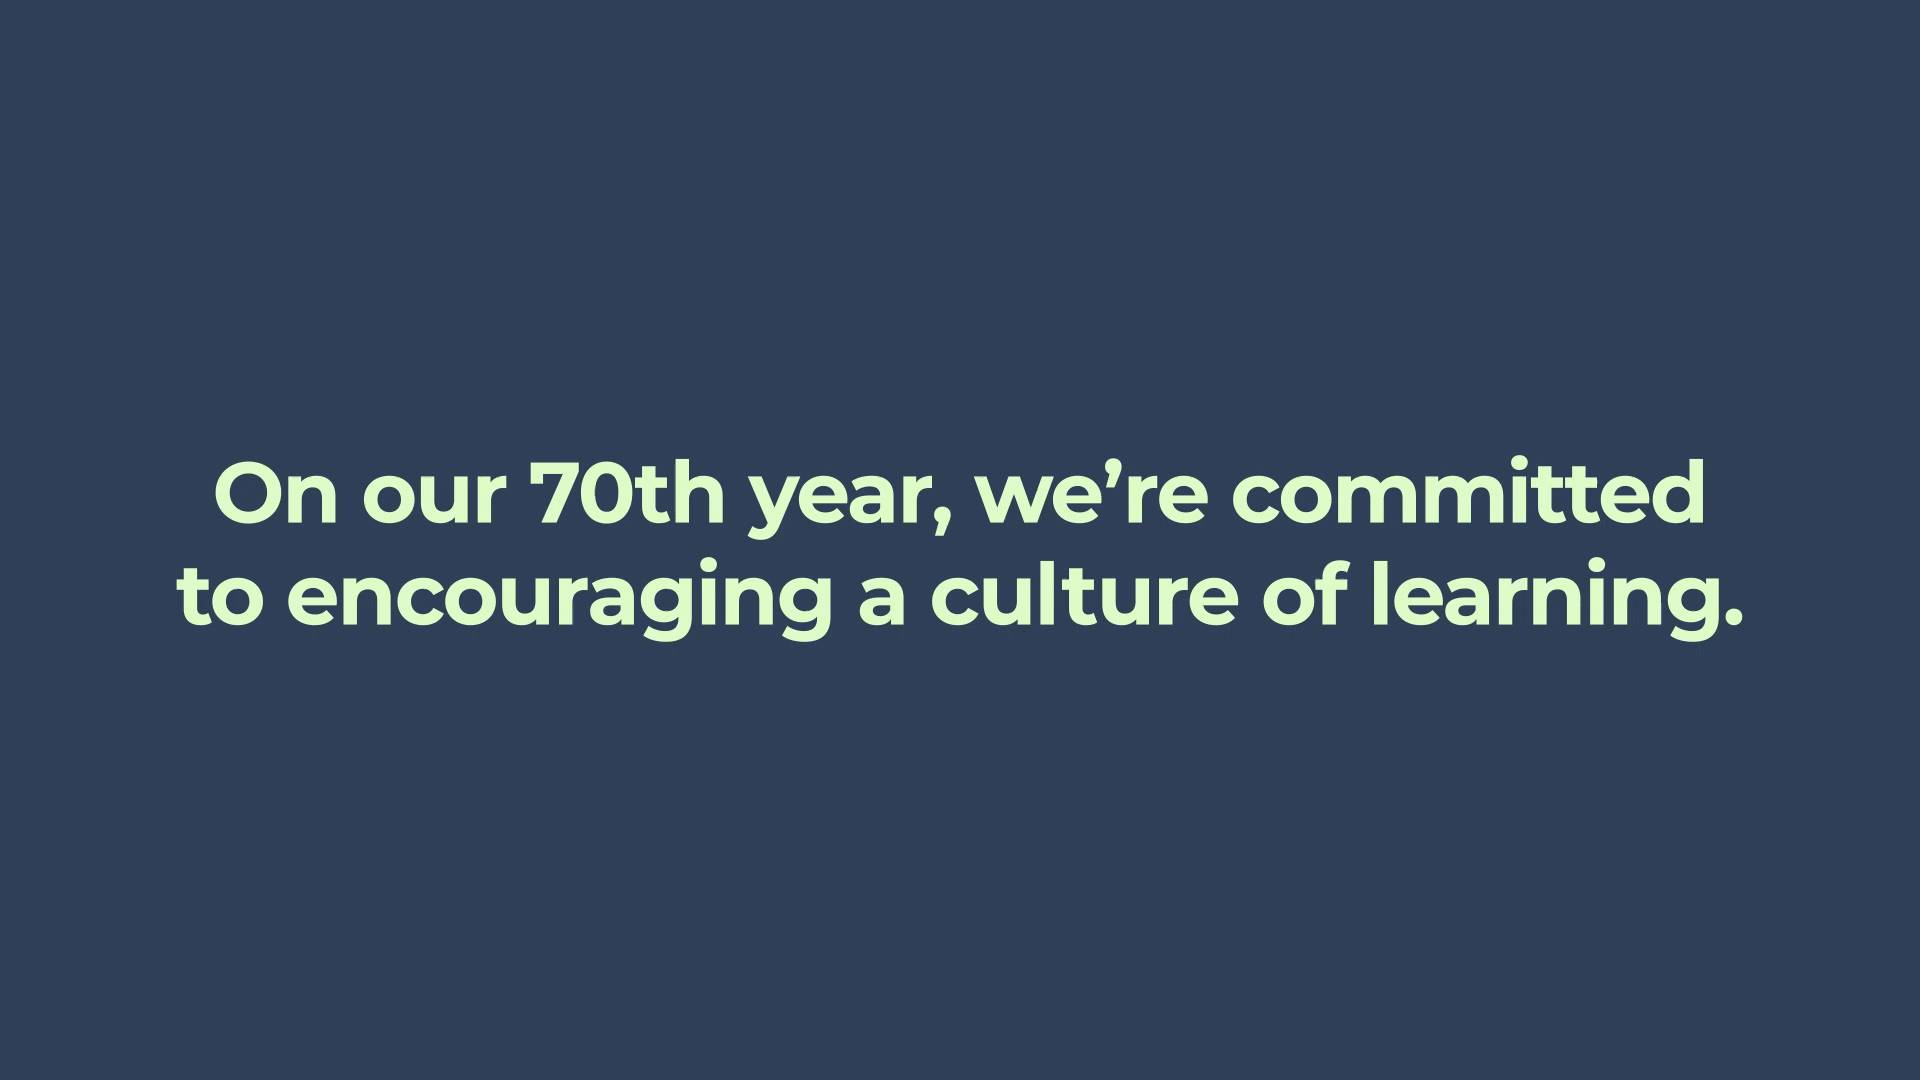 On our 70th year, we’re committed
to encouraging a culture of learning.